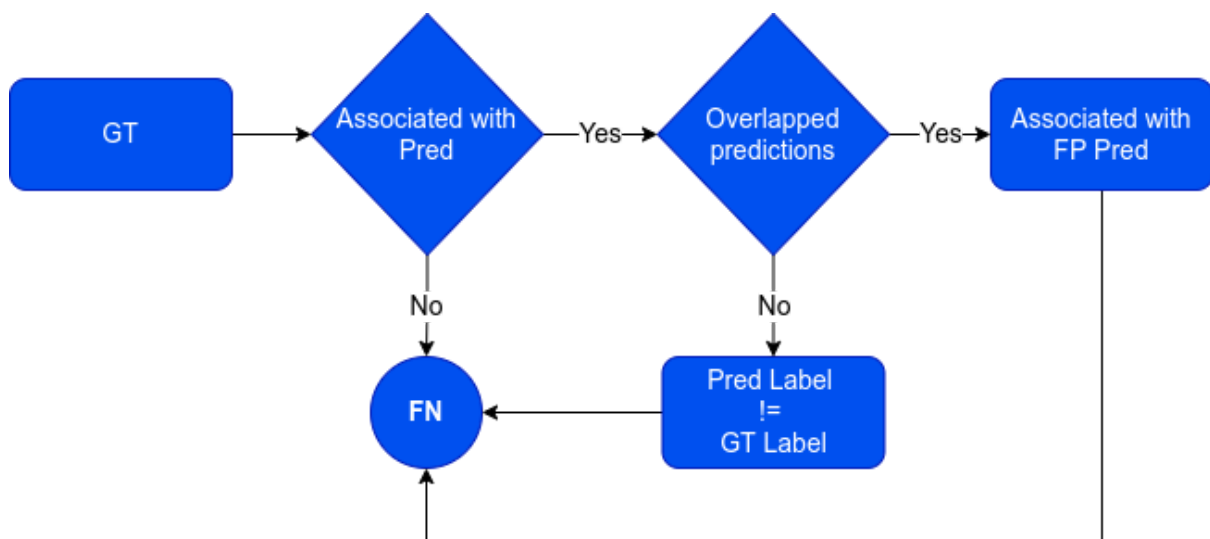 GT
Associated with
Pred
Yes
Overlapped
predictions
Yes
Associated with
FP Pred
No
No
FN
Pred Label
!=
GT Label